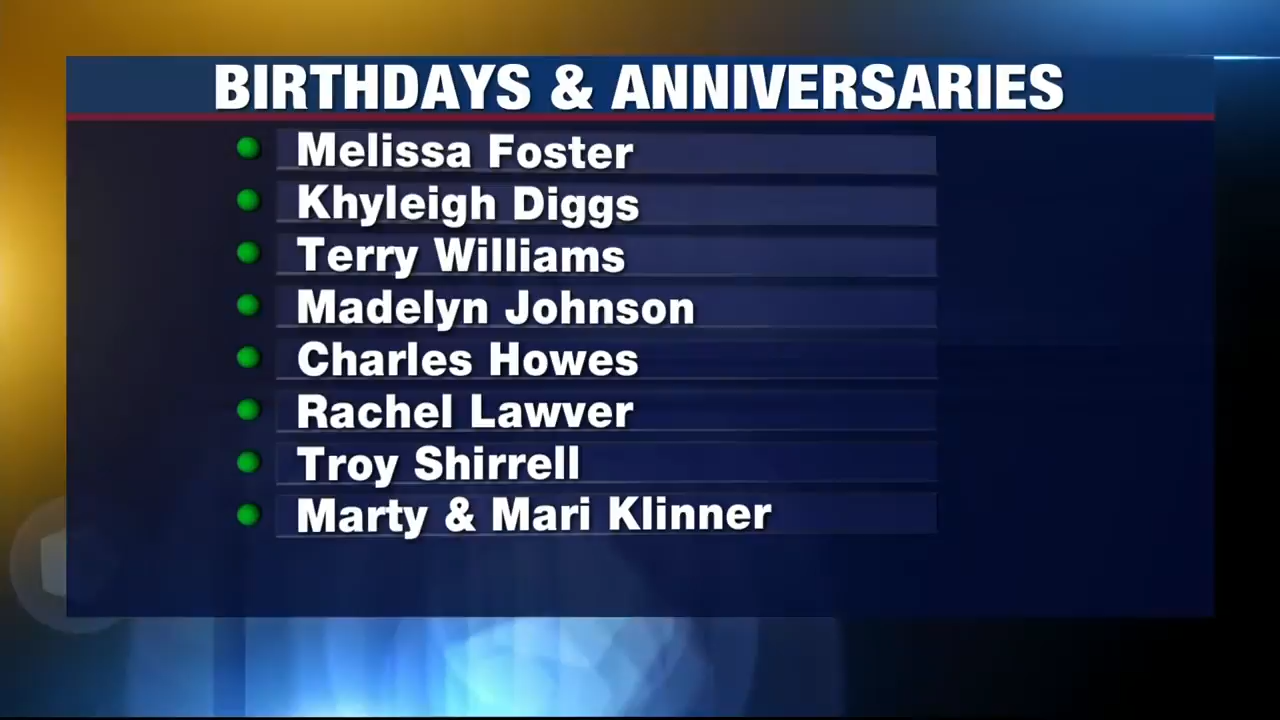 BIRTHDAYS & ANNIVERSARIES
Melissa Foster
Khyleigh Diggs
Terry Williams
Madelyn Johnson
Charles Howes
Rachel Lawver
Troy Shirrell
Marty & Mari Klinner